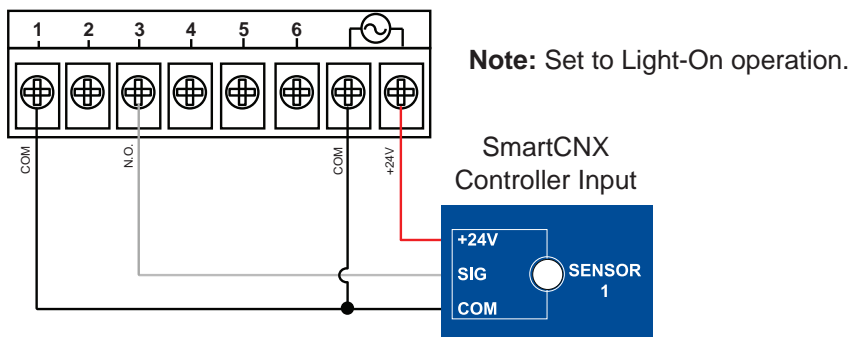 1 2 3 4 5 6
Note: Set to Light-On operation.
COM
N.O.
COM
+24V
SmartCNX
Controller Input
+24V
SIG
COM
SENSOR
1